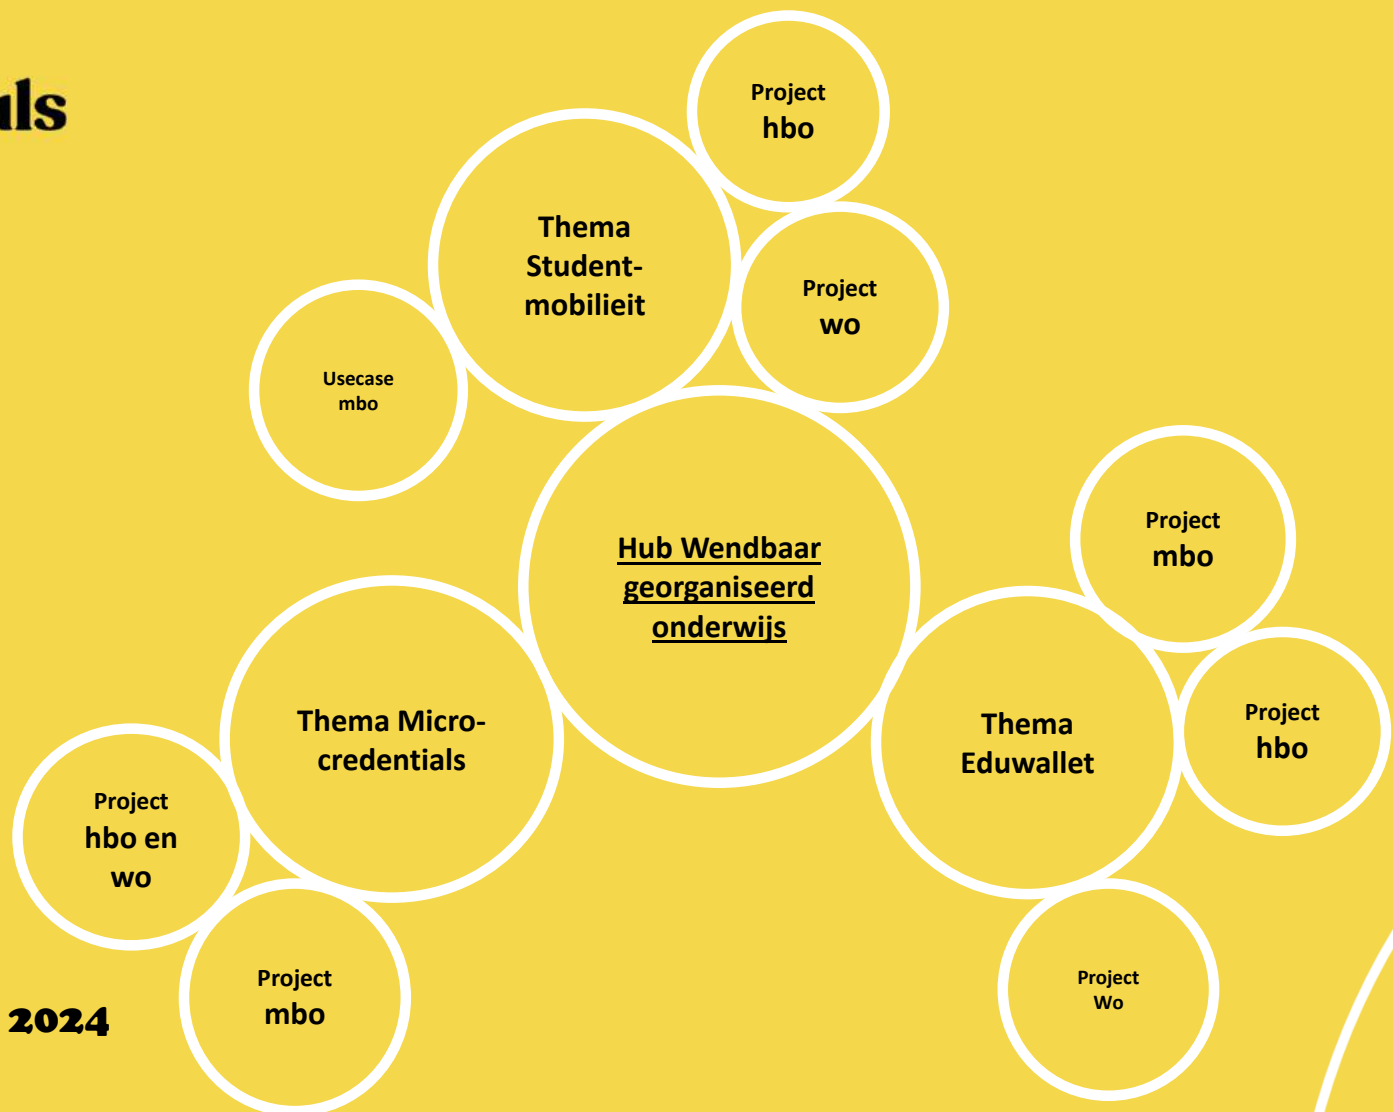 Project
hbo
Thema
Student-
mobilieit
Project
wo
Usecase
mbo
Hub Wendbaar
georganiseerd
onderwijs
Project
mbo
Thema
Eduwallet
Project
hbo
Thema Micro-
credentials
Project
hbo en
wo
Project
mbo
Project
Wo
2024